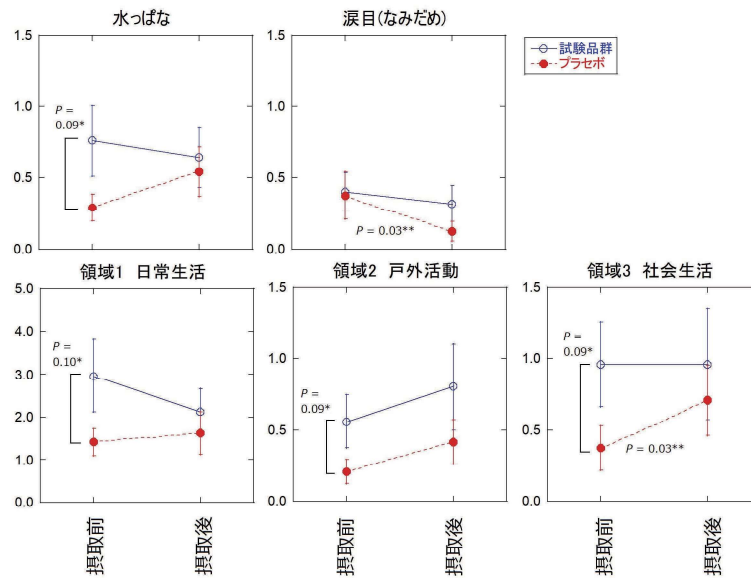 水っぱな
涙目(なみだめ)
試験品群
プラセボ
1.5
1.0
0.5
0.0
P =
0.09*
1.5
1.0
0.5
0.0
P = 0.03**
領域1 日常生活
領域2 戸外活動
領域3 社会生活
5.0
4.0
3.0
2.0
1.0
0.0
P =
0.10*
1.5
1.0
0.5
0.0
P =
0.09*
1.5
1.0
0.5
0.0
P =
0.09*
P = 0.03**
摂取前
摂取後
摂取前
摂取後
摂取前
摂取後